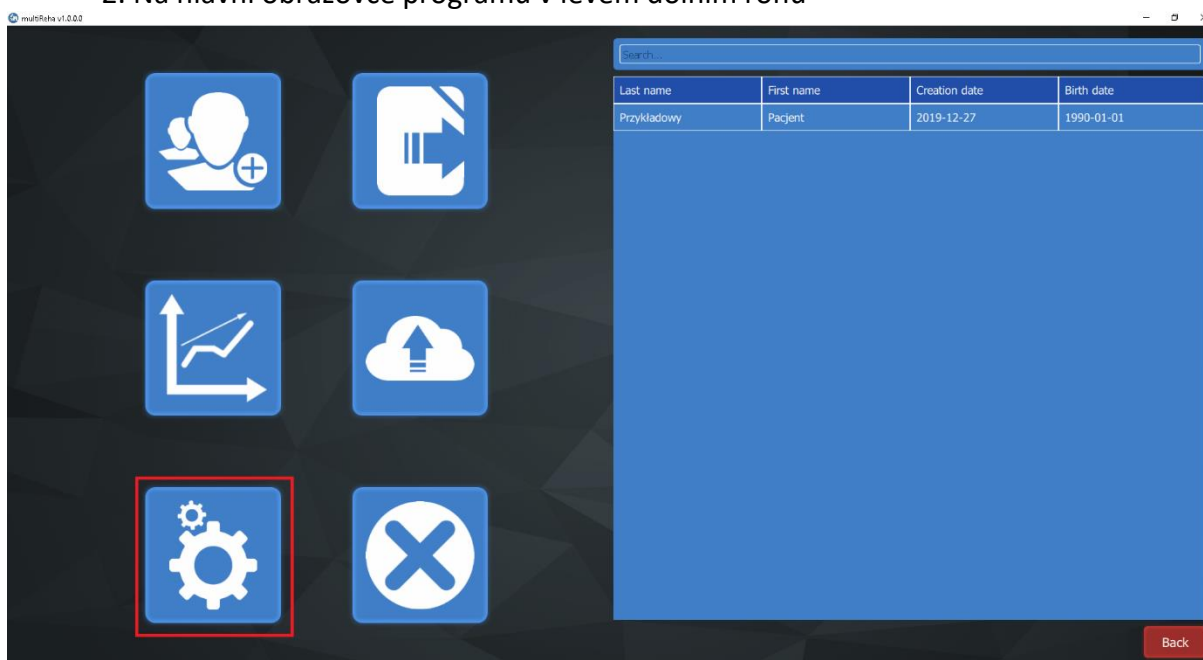 2. Na hlavní obrazovce programu v levém dolním rohu
multiReha v1.0.0.0
Search...
Last name First name Creation date Birth date
Przykładowy Pacjent 2019-12-27 1990-01-01
Back